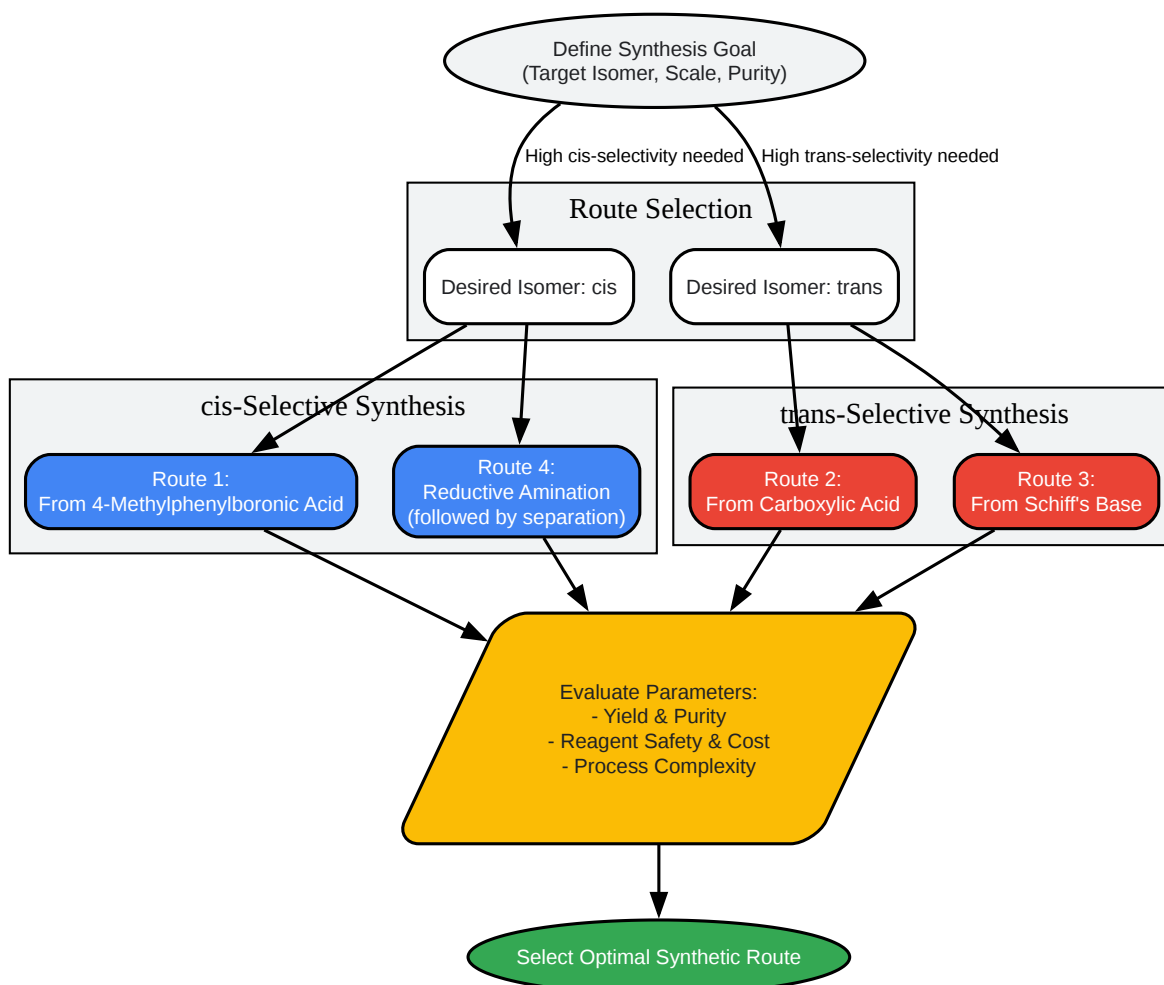 Define Synthesis Goal
(Target Isomer, Scale, Purity)
High cis-selectivity needed
High trans-selectivity needed
Route Selection
Desired Isomer: cis
Desired Isomer: trans
cis-Selective Synthesis
trans-Selective Synthesis
Route 1:
From 4-Methylphenylboronic Acid
Route 4:
Reductive Amination
(followed by separation)
Route 2:
From Carboxylic Acid
Route 3:
From Schiff's Base
Evaluate Parameters:
- Yield & Purity
- Reagent Safety & Cost
- Process Complexity
Select Optimal Synthetic Route